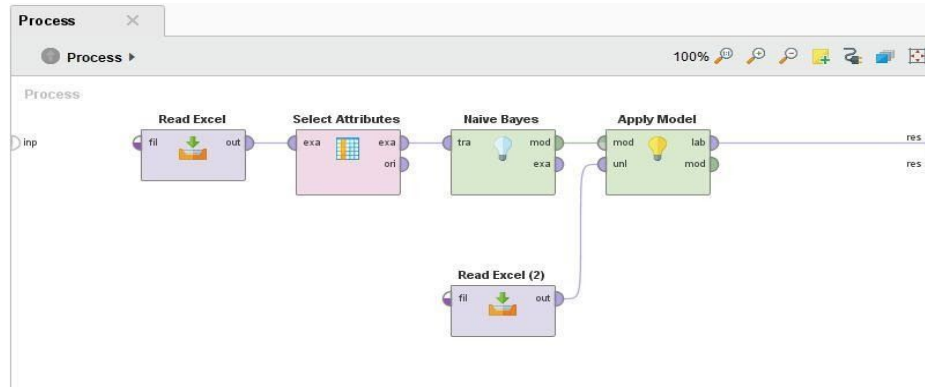 Process
Process
100%
Process
Read Excel
Select Attributes
Naive Bayes
Apply Model
inp
fil out
exa exa
ori
tra mod
exa
mod lab
unl mod
res
res
Read Excel (2)
fil out